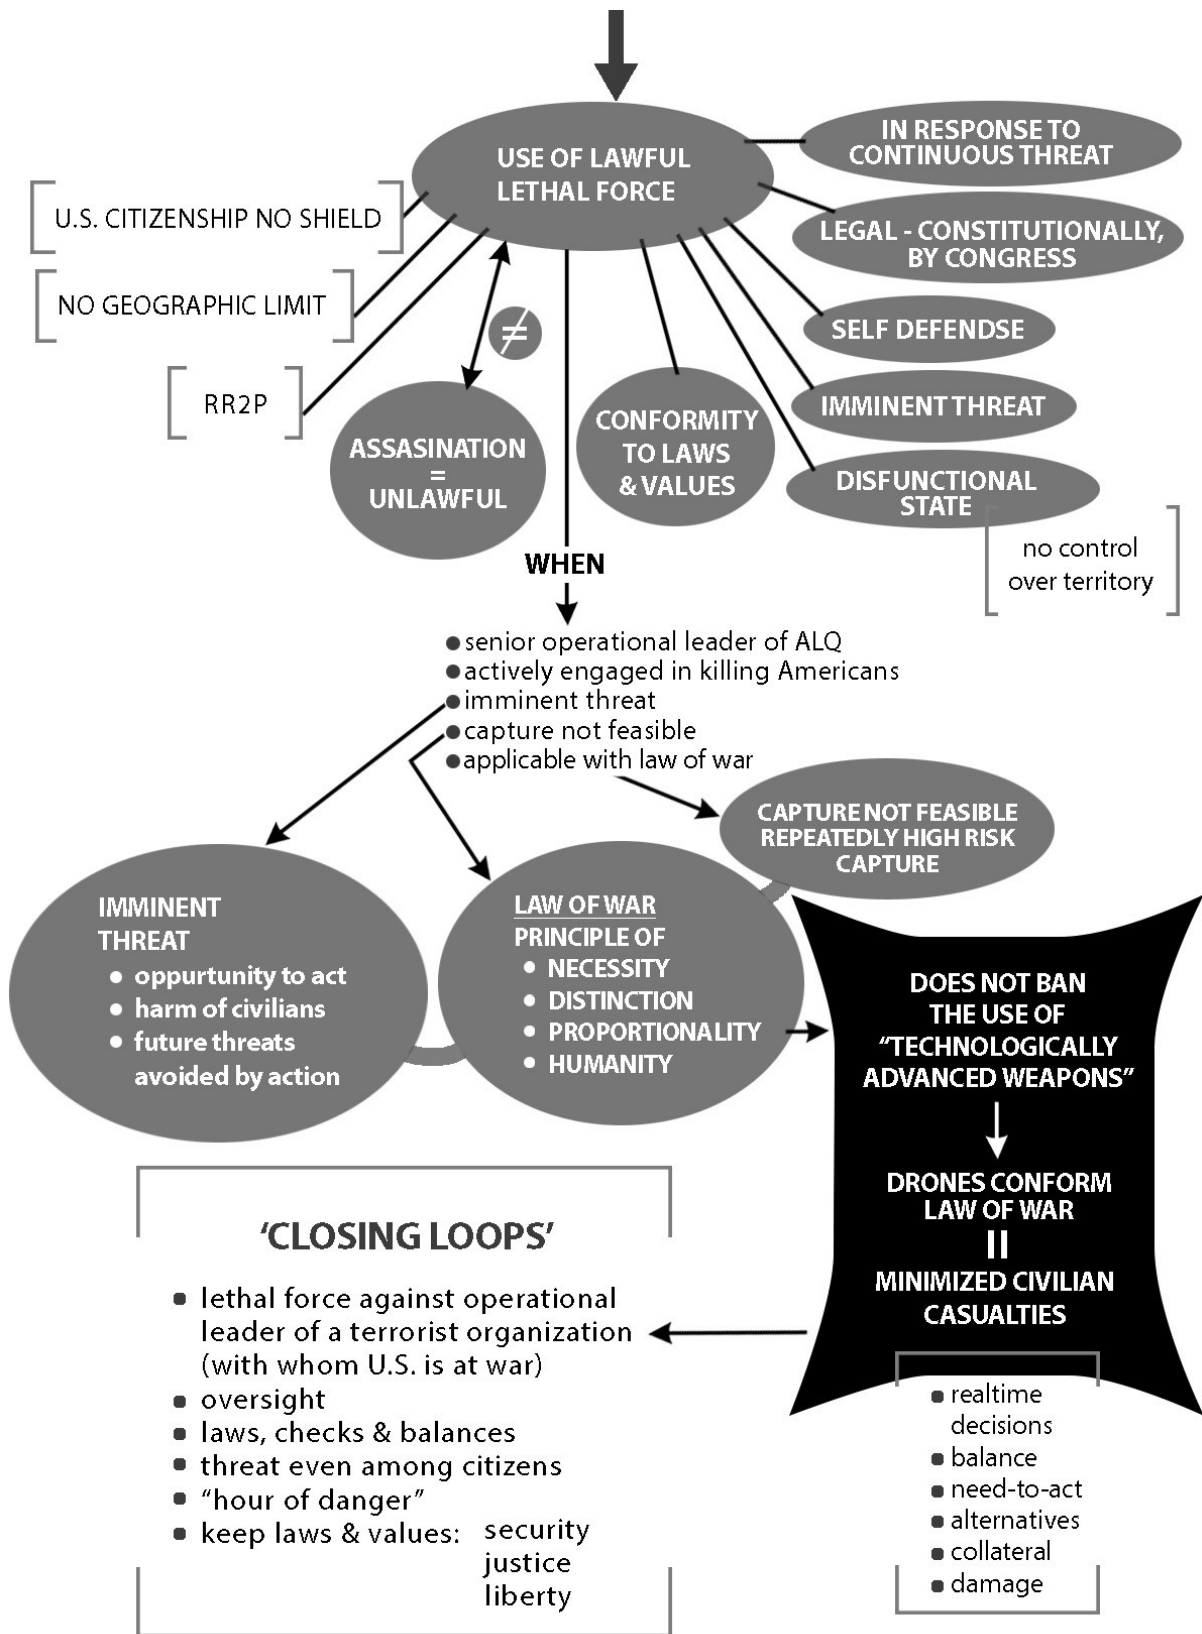 USE OF LAWFUL
LETHAL FORCE
IN RESPONSE TO
CONTINUOUS THREAT
LEGAL - CONSTITUTIONALLY,
BY CONGRESS
SELF DEFENDSE
IMMINENT THREAT
DISFUNCTIONAL
STATE
no control
over territory
U.S. CITIZENSHIP NO SHIELD
NO GEOGRAPHIC LIMIT
RR2P
≠
ASSASINATION
=
UNLAWFUL
CONFORMITY
TO LAWS
& VALUES
WHEN
● senior operational leader of ALQ
● actively engaged in killing Americans
● imminent threat
● capture not feasible
● applicable with law of war
CAPTURE NOT FEASIBLE
REPEATEDLY HIGH RISK
CAPTURE
IMMINENT
THREAT
● oppurtunity to act
● harm of civilians
● future threats
avoided by action
LAW OF WAR
PRINCIPLE OF
● NECESSITY
● DISTINCTION
● PROPORTIONALITY
● HUMANITY
DOES NOT BAN
THE USE OF
“TECHNOLOGICALLY
ADVANCED WEAPONS”
DRONES CONFORM
LAW OF WAR
=
MINIMIZED CIVILIAN
CASUALTIES
■ realtime
decisions
■ balance
■ need-to-act
■ alternatives
■ collateral
■ damage
‘CLOSING LOOPS’
■ lethal force against operational
leader of a terrorist organization
(with whom U.S. is at war)
■ oversight
■ laws, checks & balances
■ threat even among citizens
■ “hour of danger”
■ keep laws & values: security
justice
liberty